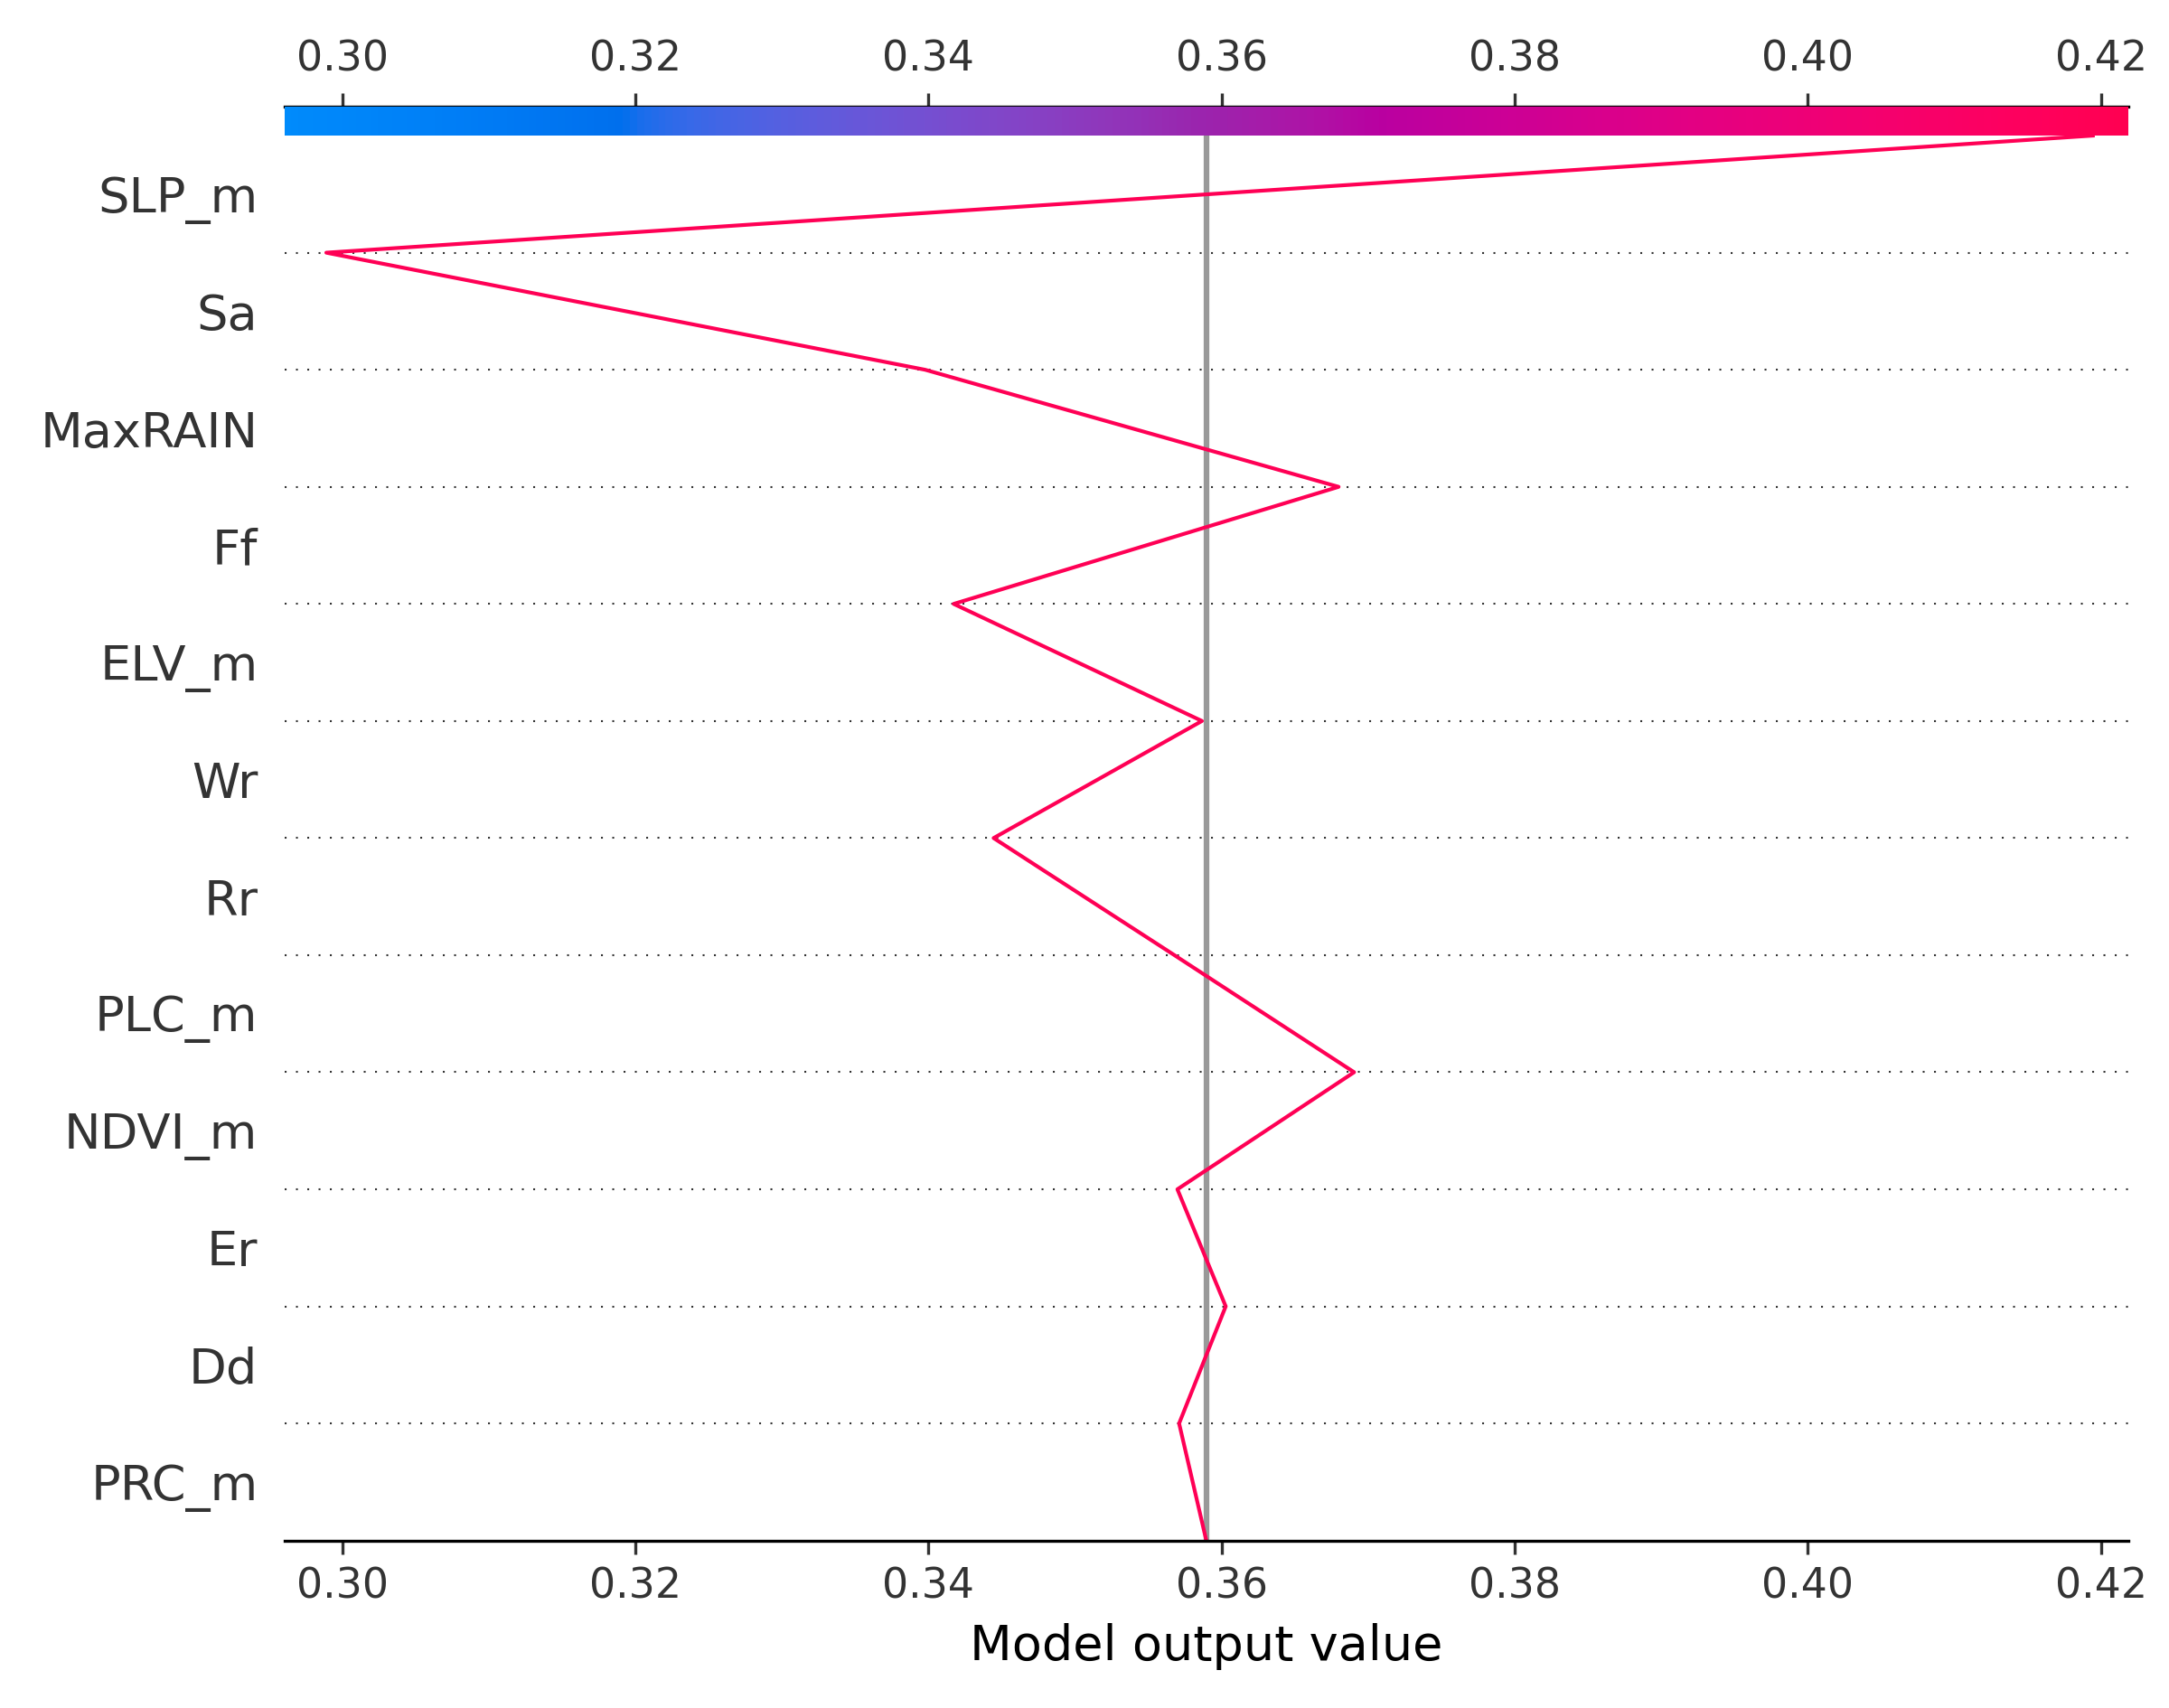 0.30 0.32 0.34 0.36 0.38 0.40 0.42
SLP_m
Sa
MaxRAIN
Ff
ELV_m
Wr
Rr
PLC_m
NDVI_m
Er
Dd
PRC_m
0.30 0.32 0.34 0.36 0.38 0.40 0.42
Model output value